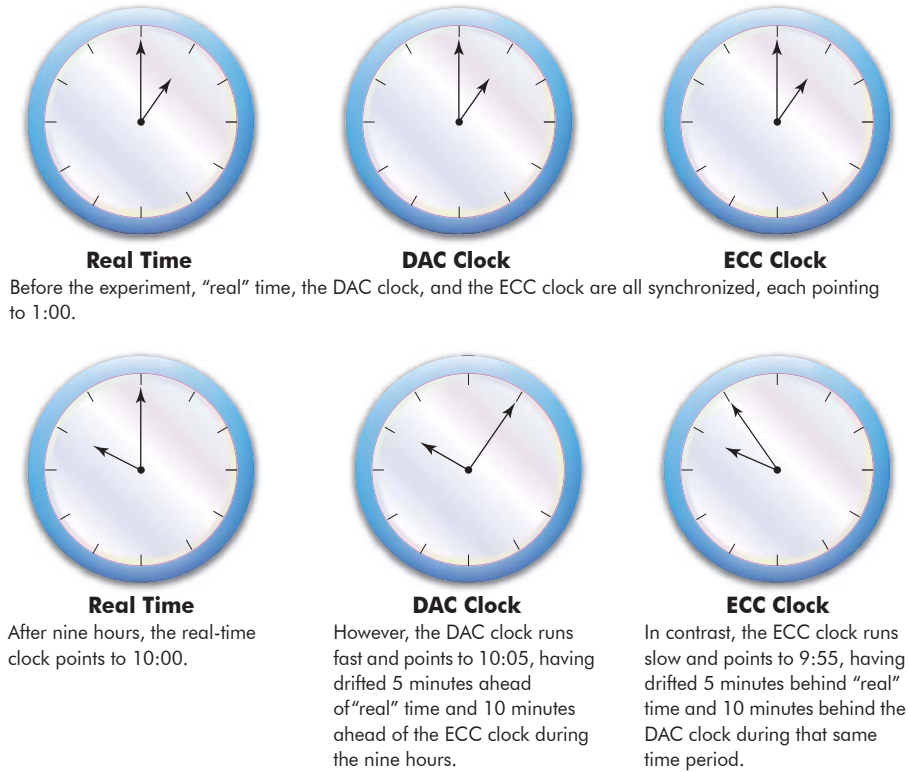 Real Time
DAC Clock
ECC Clock
Before the experiment, “real” time, the DAC clock, and the ECC clock are all synchronized, each pointing
to 1:00.
Real Time
After nine hours, the real-time
clock points to 10:00.
DAC Clock
However, the DAC clock runs
fast and points to 10:05, having
drifted 5 minutes ahead
of“real” time and 10 minutes
ahead of the ECC clock during
the nine hours.
ECC Clock
In contrast, the ECC clock runs
slow and points to 9:55, having
drifted 5 minutes behind “real”
time and 10 minutes behind the
DAC clock during that same
time period.